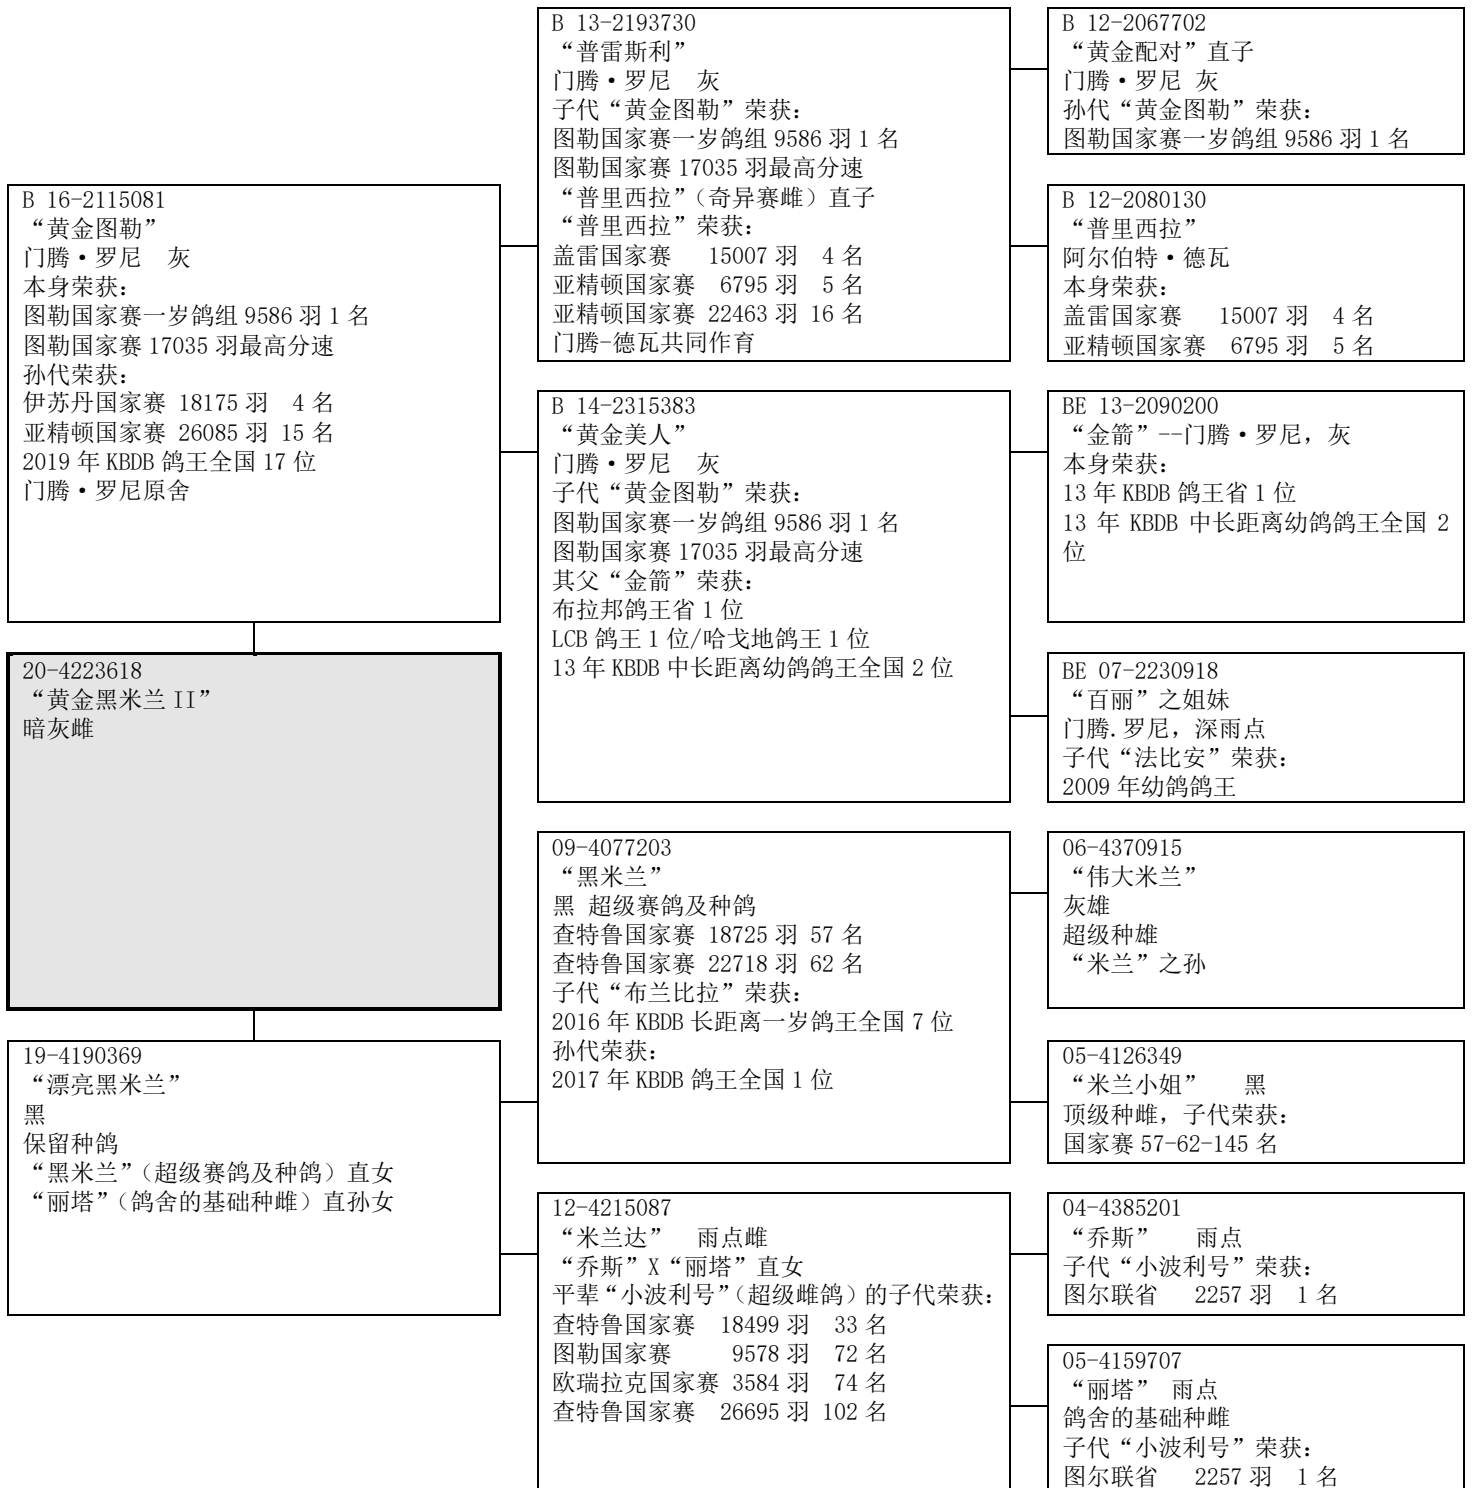 B 16-2115081
“黄金图勒”
门腾·罗尼 灰
本身荣获:
图勒国家赛一岁鸽组 9586 羽 1 名
图勒国家赛 17035 羽最高分速
孙代荣获:
伊苏丹国家赛 18175 羽 4 名
亚精顿国家赛 26085 羽 15 名
2019 年 KBDB 鸽王全国 17 位
门腾·罗尼原舍
20-4223618
“黄金黑米兰 II”
暗灰雌
19-4190369
“漂亮黑米兰”
黑
保留种鸽
“黑米兰”（超级赛鸽及种鸽）直女
“丽塔”（鸽舍的基础种雌）直孙女
B 13-2193730
“普雷斯利”
门腾·罗尼 灰
子代“黄金图勒”荣获:
图勒国家赛一岁鸽组 9586 羽 1 名
图勒国家赛 17035 羽最高分速
“普里西拉”（奇异赛雌）直子
“普里西拉”荣获:
盖雷国家赛 15007 羽 4 名
亚精顿国家赛 6795 羽 5 名
亚精顿国家赛 22463 羽 16 名
门腾-德瓦共同作育
B 14-2315383
“黄金美人”
门腾·罗尼 灰
子代“黄金图勒”荣获:
图勒国家赛一岁鸽组 9586 羽 1 名
图勒国家赛 17035 羽最高分速
其父“金箭”荣获:
布拉邦鸽王省 1 位
LCB 鸽王 1 位/哈戈地鸽王 1 位
13 年 KBDB 中长距离幼鸽鸽王全国 2 位
09-4077203
“黑米兰”
黑 超级赛鸽及种鸽
查特鲁国家赛 18725 羽 57 名
查特鲁国家赛 22718 羽 62 名
子代“布兰比拉”荣获:
2016 年 KBDB 长距离一岁鸽王全国 7 位
孙代荣获:
2017 年 KBDB 鸽王全国 1 位
12-4215087
“米兰达” 雨点雌
“乔斯”X“丽塔”直女
平辈“小波利号”（超级雌鸽）的子代荣获:
查特鲁国家赛 18499 羽 33 名
图勒国家赛 9578 羽 72 名
欧瑞拉克国家赛 3584 羽 74 名
查特鲁国家赛 26695 羽 102 名
B 12-2067702
“黄金配对”直子
门腾·罗尼 灰
孙代“黄金图勒”荣获:
图勒国家赛一岁鸽组 9586 羽 1 名
B 12-2080130
“普里西拉”
阿尔伯特·德瓦
本身荣获:
盖雷国家赛 15007 羽 4 名
亚精顿国家赛 6795 羽 5 名
BE 13-2090200
“金箭”--门腾·罗尼，灰
本身荣获:
13 年 KBDB 鸽王省 1 位
13 年 KBDB 中长距离幼鸽鸽王全国 2
位
BE 07-2230918
“百丽”之姐妹
门腾.罗尼，深雨点
子代“法比安”荣获:
2009 年幼鸽鸽王
06-4370915
“伟大米兰”
灰雄
超级种雄
“米兰”之孙
05-4126349
“米兰小姐” 黑
顶级种雌，子代荣获:
国家赛 57-62-145 名
04-4385201
“乔斯” 雨点
子代“小波利号”荣获:
图尔联省 2257 羽 1 名
05-4159707
“丽塔” 雨点
鸽舍的基础种雌
子代“小波利号”荣获:
图尔联省 2257 羽 1 名